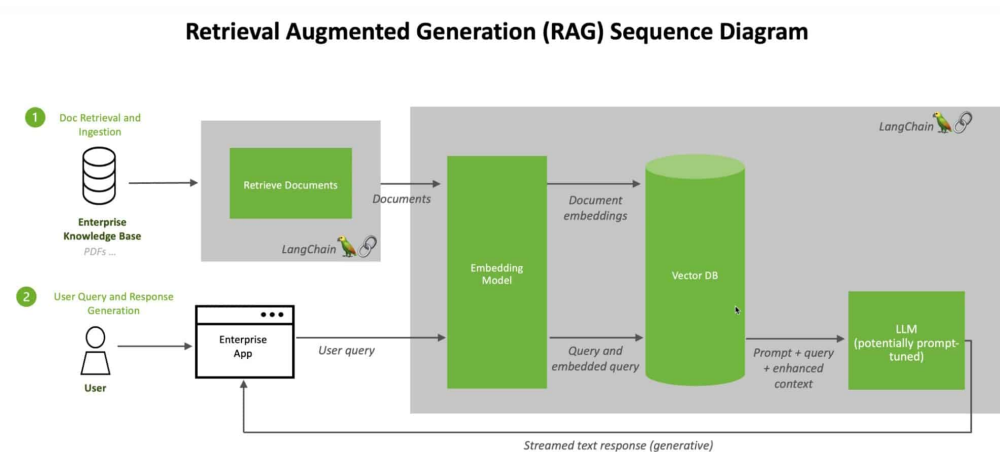 Retrieval Augmented Generation (RAG) Sequence Diagram
1
Doc Retrieval and
Ingestion
Enterprise
Knowledge Base
PDFs ...
Retrieve Documents
LangChain
Documents
Embedding
Model
Document
embeddings
Vector DB
LangChain
2
User Query and Response
Generation
User
Enterprise
App
User query
Query and
embedded query
Prompt + query
+ enhanced
context
LLM
(potentially prompt-
tuned)
Streamed text response (generative)